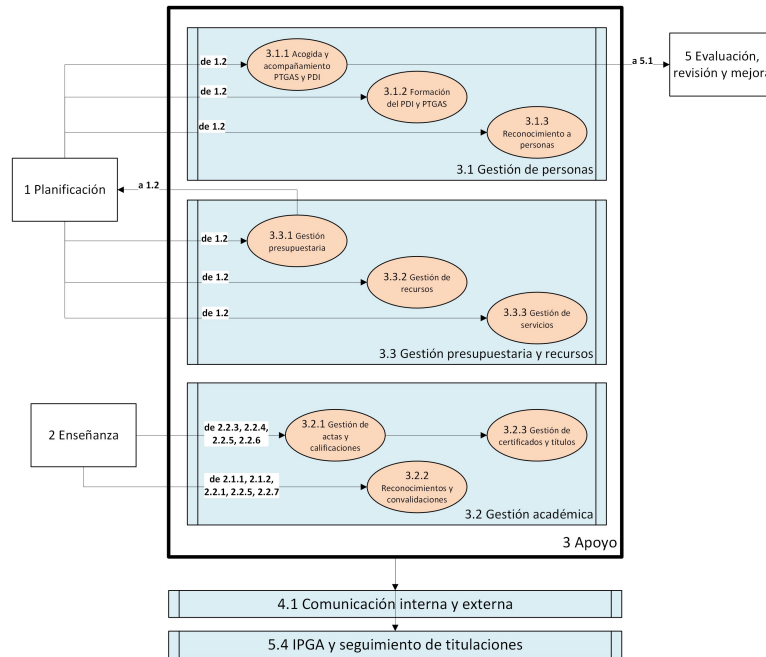 de 1.2
3.1.1 Acogida y
acompañamiento
PTGAS y PDI
a 5.1
5 Evaluación,
revisión y mejora
de 1.2
3.1.2 Formación
del PDI y PTGAS
de 1.2
3.1.3
Reconocimiento a
personas
3.1 Gestión de personas
1 Planificación
a 1.2
de 1.2
3.3.1 Gestión
presupuestaria
de 1.2
3.3.2 Gestión de
recursos
de 1.2
3.3.3 Gestión de
servicios
3.3 Gestión presupuestaria y recursos
2 Enseñanza
de 2.2.3, 2.2.4,
2.2.5, 2.2.6
3.2.1 Gestión de
actas y
calificaciones
3.2.3 Gestión de
certificados y títulos
de 2.1.1, 2.1.2,
2.2.1, 2.2.5, 2.2.7
3.2.2
Reconocimientos y
convalidaciones
3.2 Gestión académica
3 Apoyo
4.1 Comunicación interna y externa
5.4 IPGA y seguimiento de titulaciones